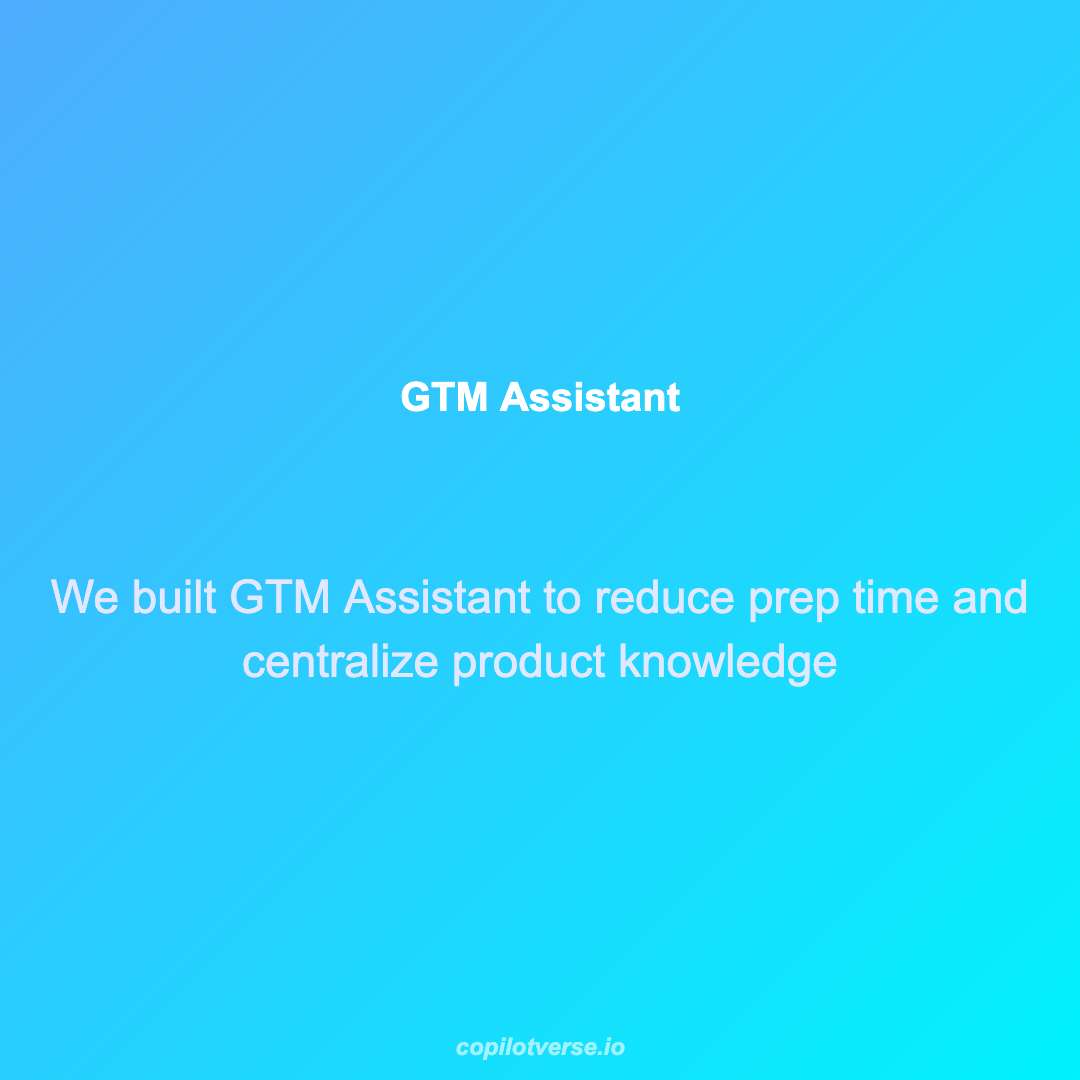 GTM Assistant
We built GTM Assistant to reduce prep time and
centralize product knowledge
copilotverse.io